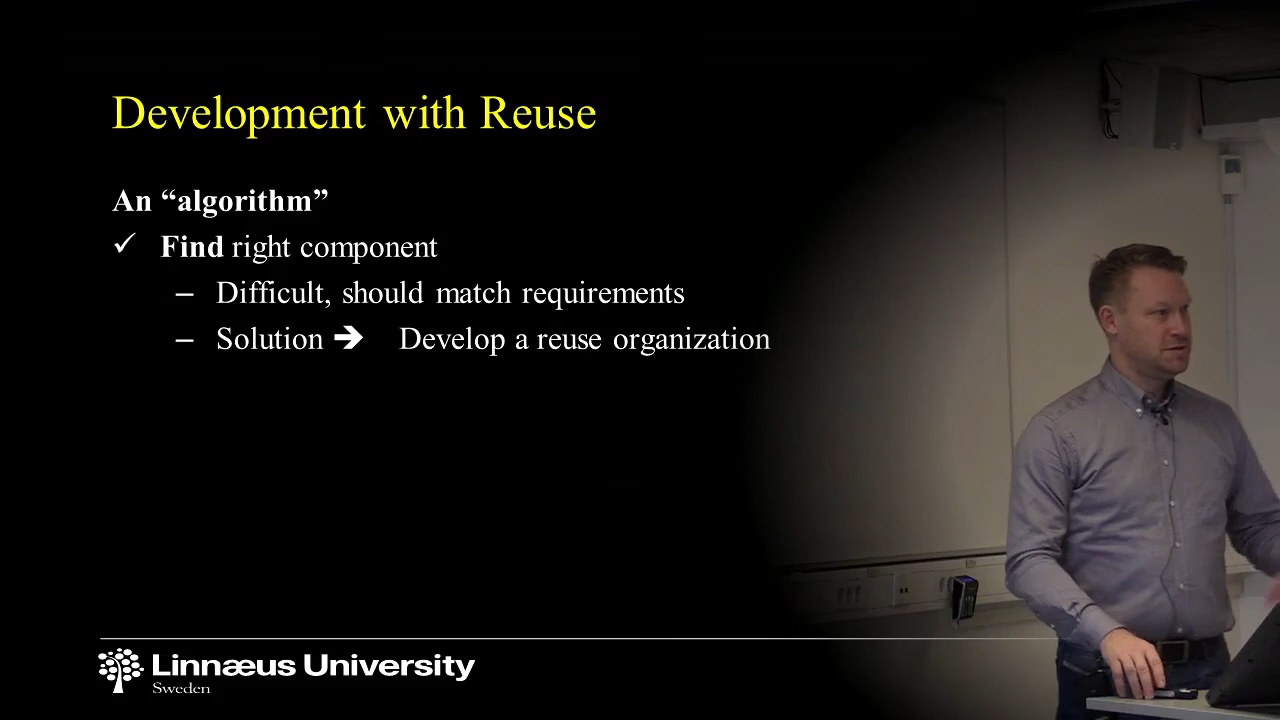 Development with Reuse
An “algorithm”
✓ Find right component
– Difficult, should match requirements
– Solution ➔ Develop a reuse organization
Linnæus University
Sweden